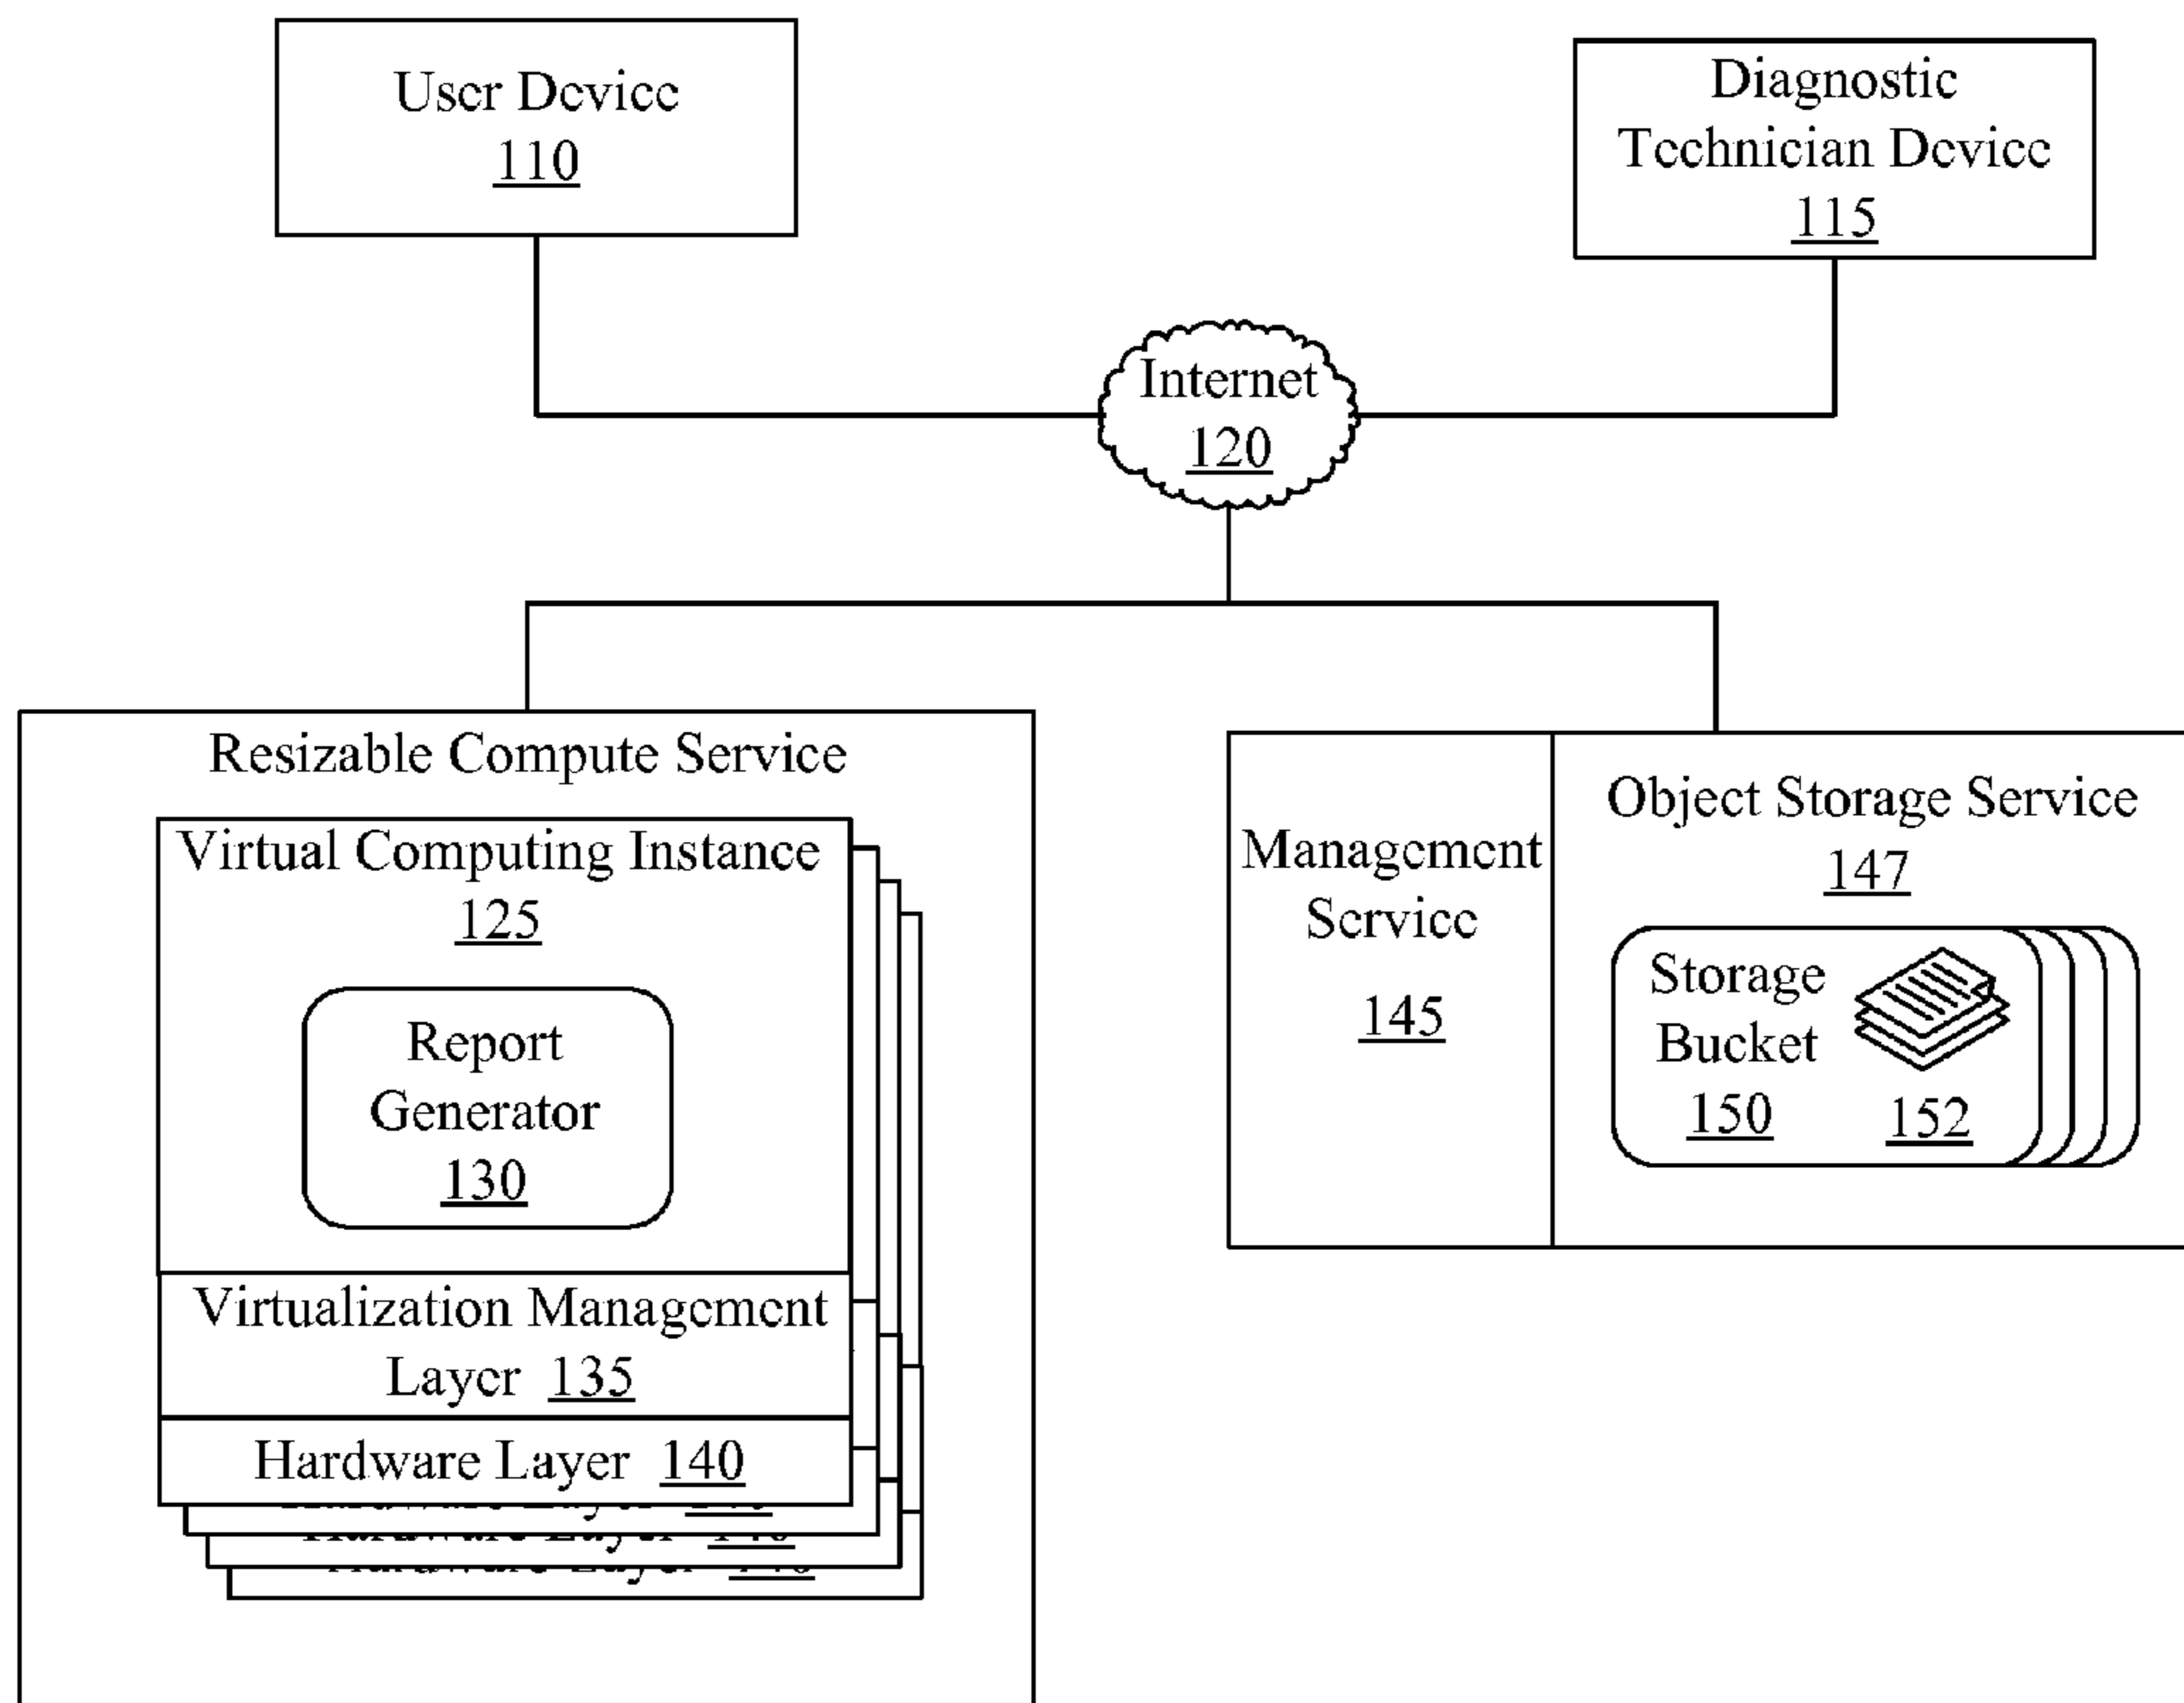 User Device
110
Diagnostic
Technician Device
115
Internet
120
Resizable Compute Service
Virtual Computing Instance
125
Report
Generator
130
Virtualization Management
Layer 135
Hardware Layer 140
Management
Service
145
Object Storage Service
147
Storage
Bucket
150
152